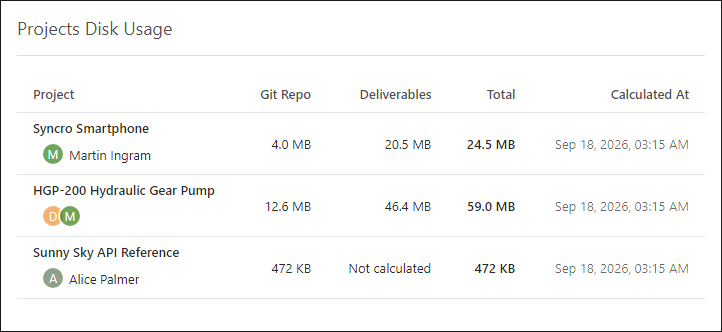 Projects Disk Usage
Project Git Repo Deliverables Total Calculated At
Syncro Smartphone
M Martin Ingram 4.0 MB 20.5 MB 24.5 MB Sep 18, 2026, 03:15 AM
HGP-200 Hydraulic Gear Pump
D M 12.6 MB 46.4 MB 59.0 MB Sep 18, 2026, 03:15 AM
Sunny Sky API Reference
A Alice Palmer 472 KB Not calculated 472 KB Sep 18, 2026, 03:15 AM